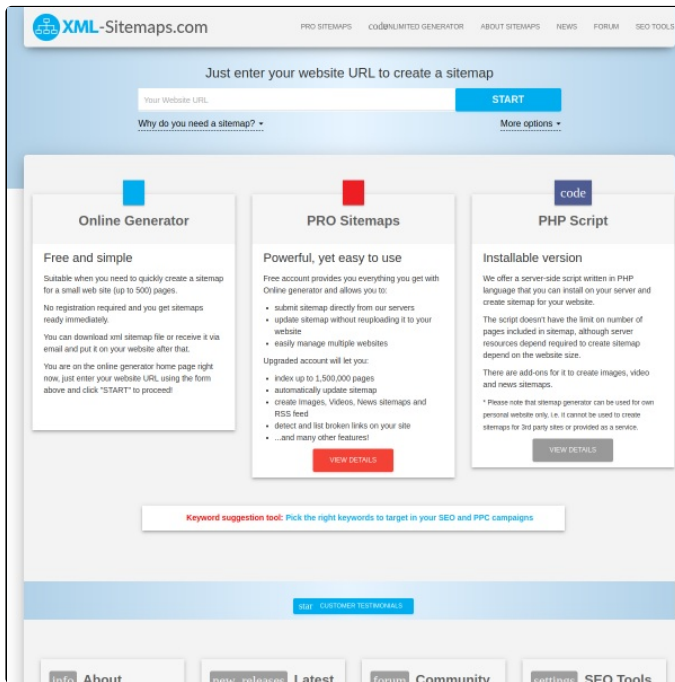 XML-Sitemaps.com
PRO SITEMAPS
code
UNLIMITED GENERATOR
ABOUT SITEMAPS
NEWS
FORUM
SEO TOOLS
Just enter your website URL to create a sitemap
Your Website URL
START
Why do you need a sitemap?
More options
Online Generator
Free and simple
Suitable when you need to quickly create a sitemap
for a small web site (up to 500) pages.
No registration required and you get sitemaps
ready immediately.
You can download xml sitemap file or receive it via
email and put it on your website after that.
You are on the online generator home page right
now, just enter your website URL using the form
above and click "START" to proceed!
PRO Sitemaps
Powerful, yet easy to use
Free account provides you everything you get with
Online generator and allows you to:
• submit sitemap directly from our servers
• update sitemap without reuploading it to your
website
• easily manage multiple websites
Upgraded account will let you:
• index up to 1,500,000 pages
• automatically update sitemap
• create Images, Videos, News sitemaps and
RSS feed
• detect and list broken links on your site
• ...and many other features!
VIEW DETAILS
code
PHP Script
Installable version
We offer a server-side script written in PHP
language that you can install on your server and
create sitemap for your website.
The script doesn't have the limit on number of
pages included in sitemap, although server
resources depend required to create sitemap
depend on the website size.
There are add-ons for it to create images, video
and news sitemaps.
* Please note that sitemap generator can be used for own
personal website only, i.e. it cannot be used to create
sitemaps for 3rd party sites or provided as a service.
VIEW DETAILS
Keyword suggestion tool: Pick the right keywords to target in your SEO and PPC campaigns
star CUSTOMER TESTIMONIALS
info About
new_releases Latest
forum Community
settings SEO Tools